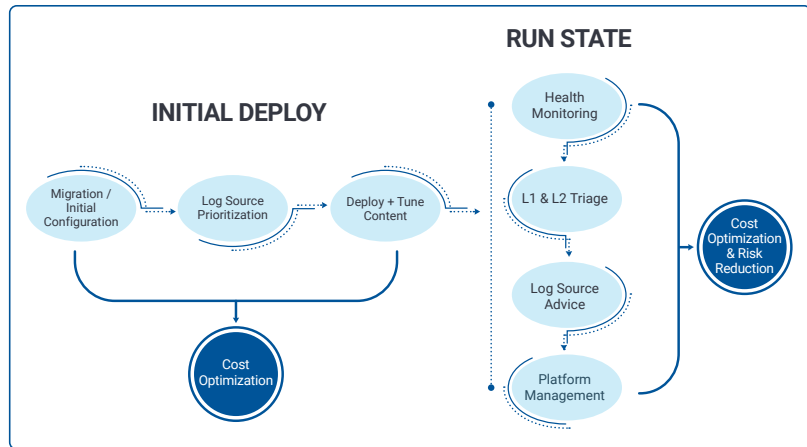 RUN STATE
INITIAL DEPLOY
Migration /
Initial
Configuration
Log Source
Prioritization
Deploy + Tune
Content
Cost
Optimization
Health
Monitoring
L1 & L2 Triage
Log Source
Advice
Platform
Management
Cost
Optimization
& Risk
Reduction